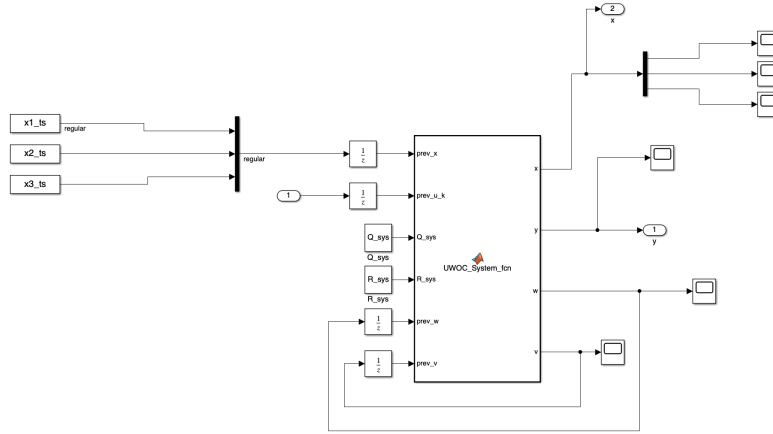 2
x
x1_ts
regular
x2_ts
regular
x3_ts
1
z
prev_x
x
1
1
z
prev_u_k
Q_sys
Q_sys
Q_sys
y
1
y
UWOC_System_fcn
R_sys
R_sys
R_sys
w
1
z
prev_w
1
z
prev_v
v